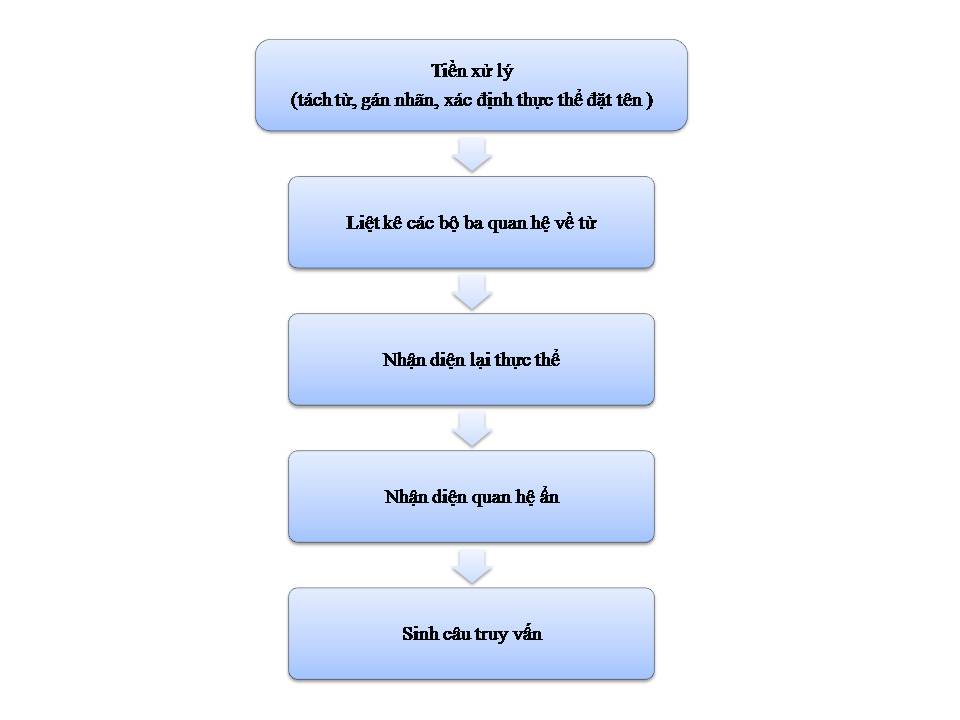 Tiền xử lý
(tách từ, gán nhãn, xác định thực thể đặt tên )
Liệt kê các bộ ba quan hệ về từ
Nhận diện lại thực thể
Nhận diện quan hệ ẩn
Sinh câu truy vấn